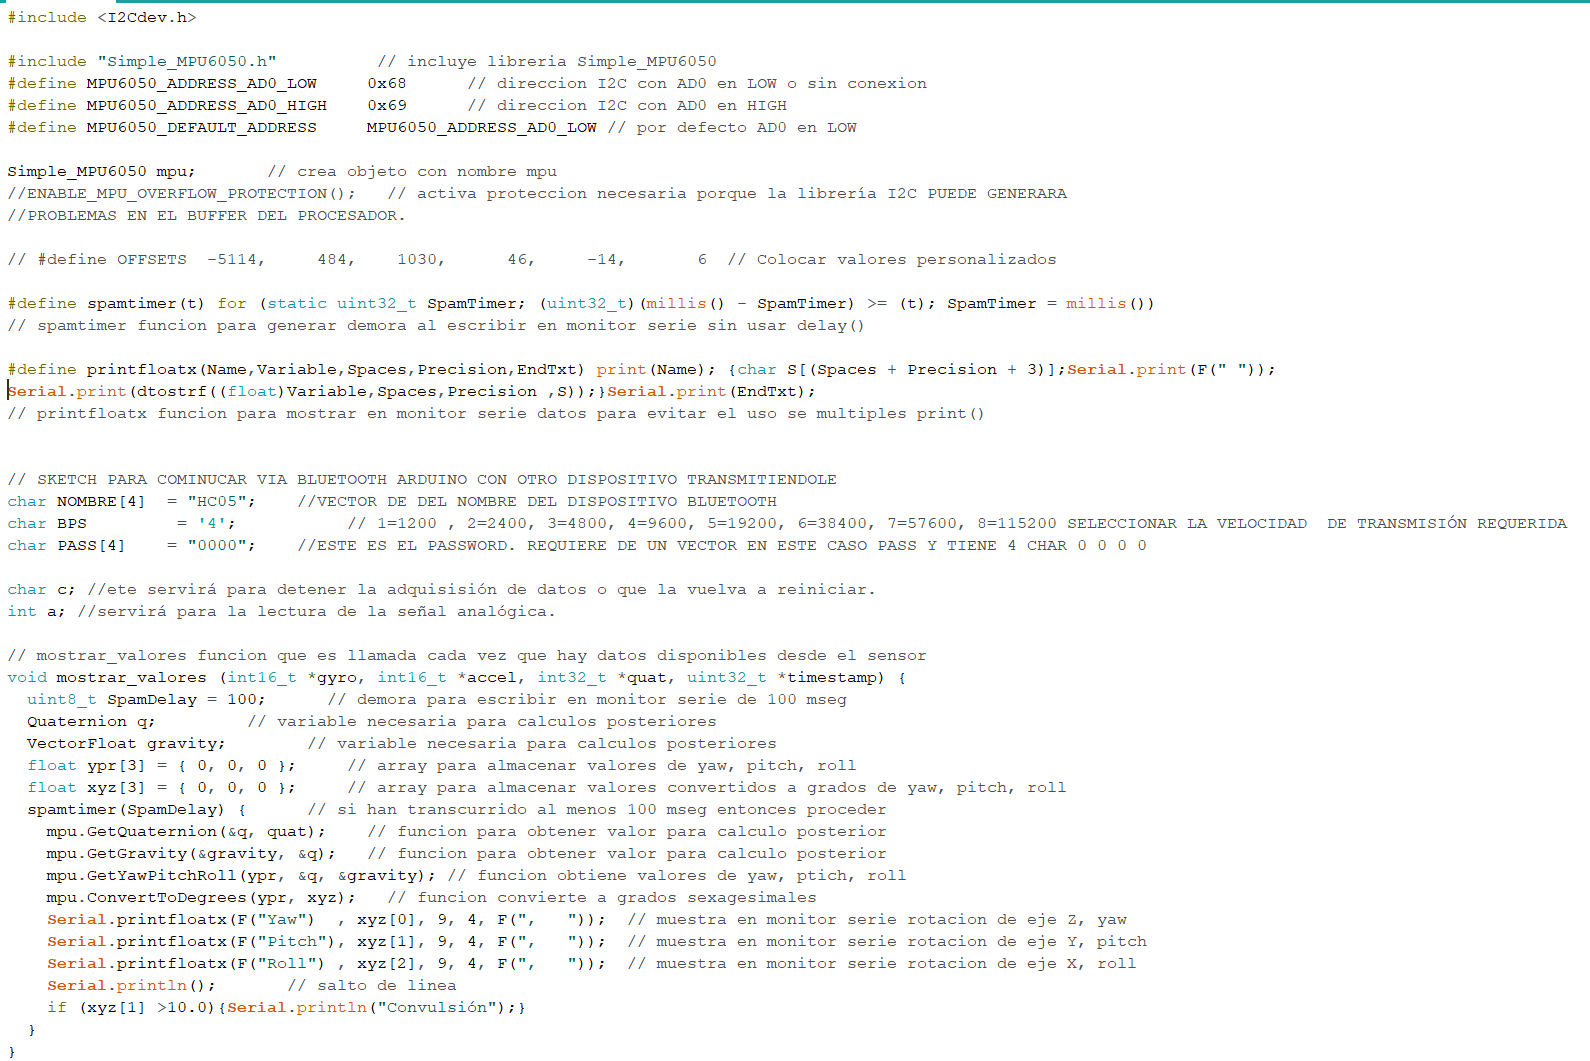 #include <I2Cdev.h>
#include "Simple_MPU6050.h"          // incluye libreria Simple_MPU6050
#define MPU6050_ADDRESS_AD0_LOW     0x68      // direccion I2C con AD0 en LOW o sin conexion
#define MPU6050_ADDRESS_AD0_HIGH    0x69      // direccion I2C con AD0 en HIGH
#define MPU6050_DEFAULT_ADDRESS     MPU6050_ADDRESS_AD0_LOW // por defecto AD0 en LOW
Simple_MPU6050 mpu;       // crea objeto con nombre mpu
//ENABLE_MPU_OVERFLOW_PROTECTION();   // activa proteccion necesaria porque la librería I2C PUEDE GENERARA
//PROBLEMAS EN EL BUFFER DEL PROCESADOR.
// #define OFFSETS  -5114,     484,    1030,      46,     -14,       6  // Colocar valores personalizados
#define spamtimer(t) for (static uint32_t SpamTimer; (uint32_t)(millis() - SpamTimer) >= (t); SpamTimer = millis())
// spamtimer funcion para generar demora al escribir en monitor serie sin usar delay()
#define printfloatx(Name,Variable,Spaces,Precision,EndTxt) print(Name); {char S[(Spaces + Precision + 3)];Serial.print(F(" "));
Serial.print(dtostrf((float)Variable,Spaces,Precision ,S));}Serial.print(EndTxt);
// printfloatx funcion para mostrar en monitor serie datos para evitar el uso se multiples print()
// SKETCH PARA COMINUCAR VIA BLUETOOTH ARDUINO CON OTRO DISPOSITIVO TRANSMITIENDOLE
char NOMBRE[4]  = "HC05";    //VECTOR DE DEL NOMBRE DEL DISPOSITIVO BLUETOOTH
char BPS         = '4';           // 1=1200 , 2=2400, 3=4800, 4=9600, 5=19200, 6=38400, 7=57600, 8=115200 SELECCIONAR LA VELOCIDAD  DE TRANSMISIÓN REQUERIDA
char PASS[4]    = "0000";    //ESTE ES EL PASSWORD. REQUIERE DE UN VECTOR EN ESTE CASO PASS Y TIENE 4 CHAR 0 0 0 0
char c; //ete servirá para detener la adquisisión de datos o que la vuelva a reiniciar.
int a; //servirá para la lectura de la señal analógica.
// mostrar_valores funcion que es llamada cada vez que hay datos disponibles desde el sensor
void mostrar_valores (int16_t *gyro, int16_t *accel, int32_t *quat, uint32_t *timestamp) {
  uint8_t SpamDelay = 100;      // demora para escribir en monitor serie de 100 mseg
  Quaternion q;         // variable necesaria para calculos posteriores
  VectorFloat gravity;        // variable necesaria para calculos posteriores
  float ypr[3] = { 0, 0, 0 };     // array para almacenar valores de yaw, pitch, roll
  float xyz[3] = { 0, 0, 0 };     // array para almacenar valores convertidos a grados de yaw, pitch, roll
  spamtimer(SpamDelay) {      // si han transcurrido al menos 100 mseg entonces proceder
    mpu.GetQuaternion(&q, quat);    // funcion para obtener valor para calculo posterior
    mpu.GetGravity(&gravity, &q);   // funcion para obtener valor para calculo posterior
    mpu.GetYawPitchRoll(ypr, &q, &gravity); // funcion obtiene valores de yaw, ptich, roll
    mpu.ConvertToDegrees(ypr, xyz);   // funcion convierte a grados sexagesimales
    Serial.printfloatx(F("Yaw")  , xyz[0], 9, 4, F(",   "));  // muestra en monitor serie rotacion de eje Z, yaw
    Serial.printfloatx(F("Pitch"), xyz[1], 9, 4, F(",   "));  // muestra en monitor serie rotacion de eje Y, pitch
    Serial.printfloatx(F("Roll") , xyz[2], 9, 4, F(",   "));  // muestra en monitor serie rotacion de eje X, roll
    Serial.println();       // salto de linea
    if (xyz[1] >10.0){Serial.println("Convulsión");}
  }
}